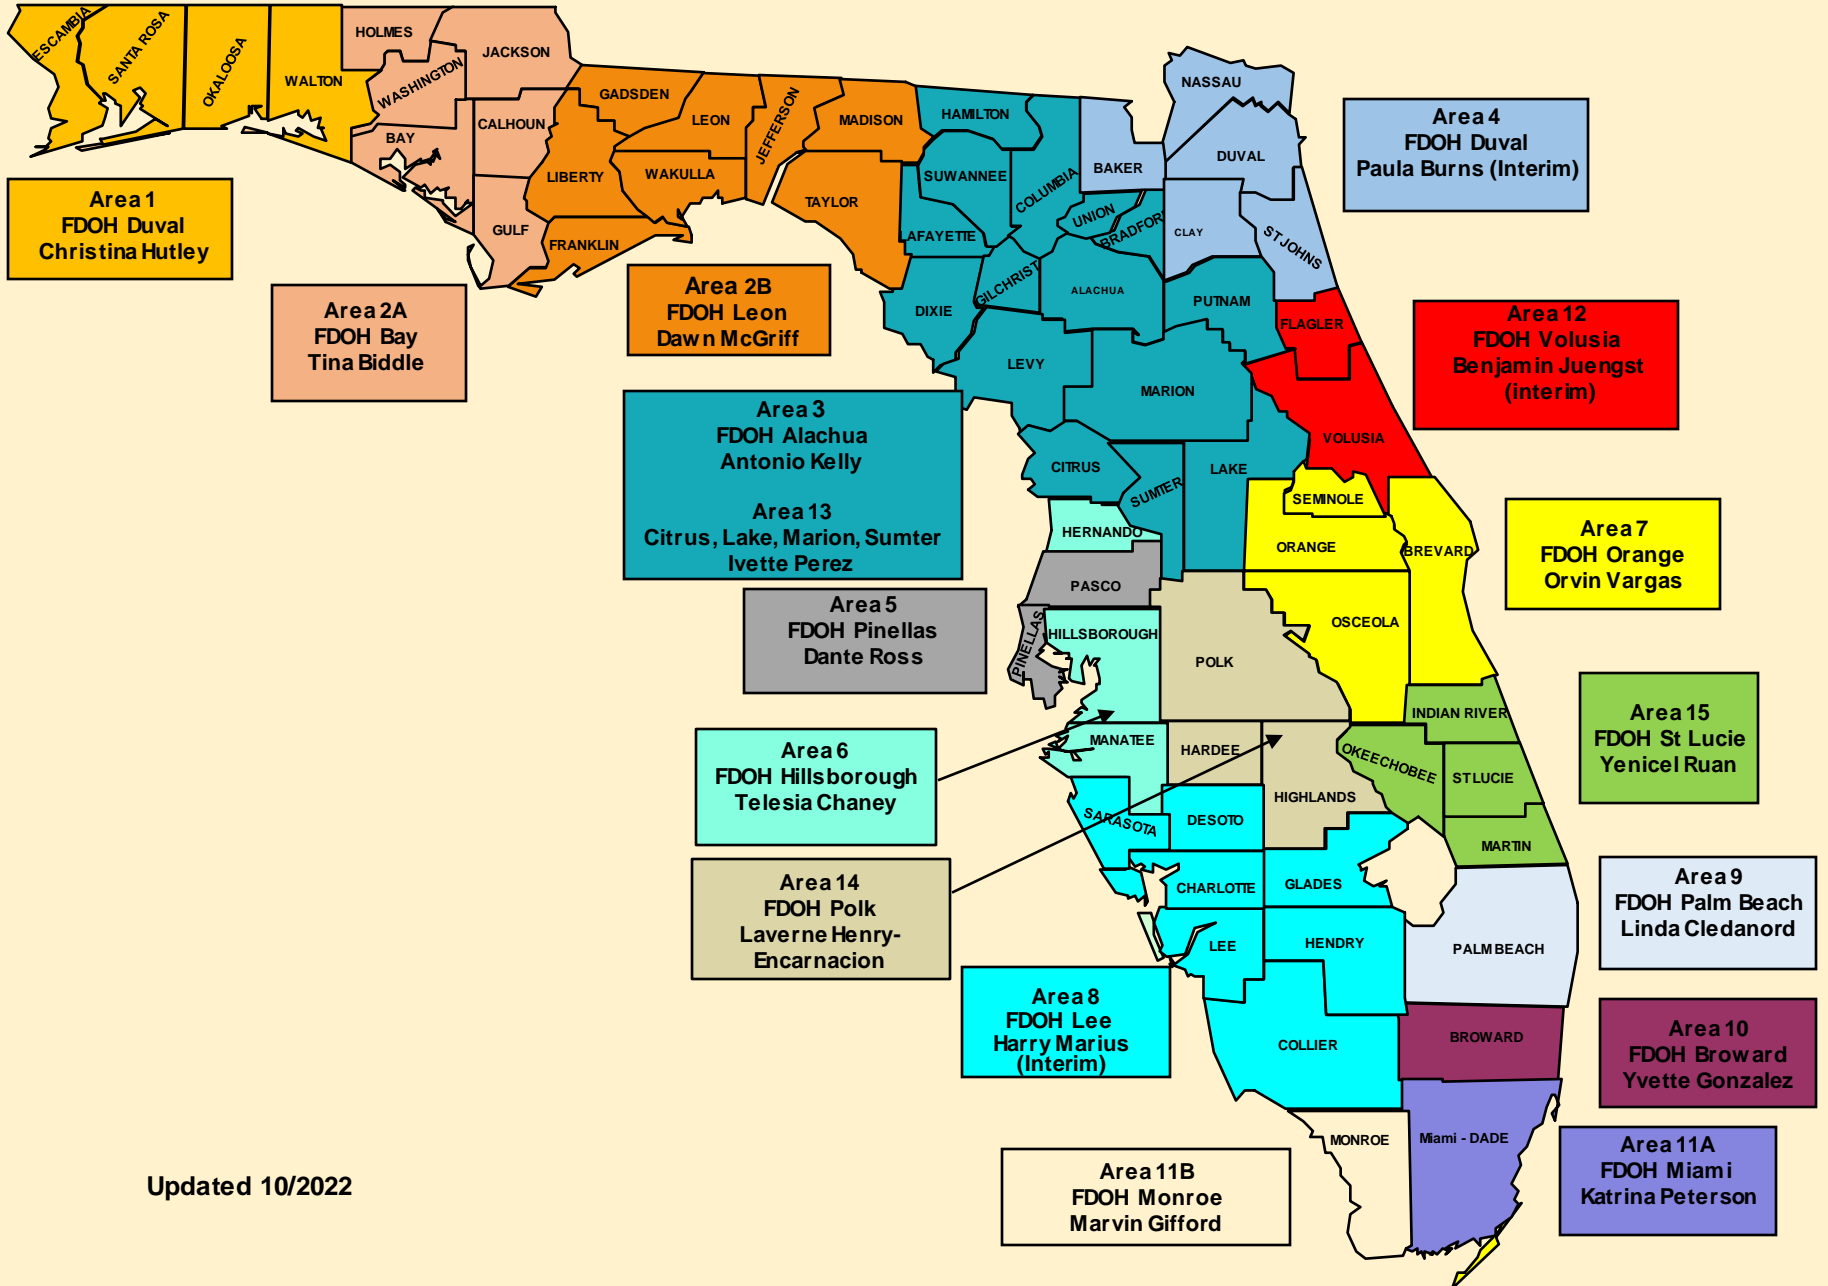 ESCAMBIA
SANTA ROSA
OKALOOSA
WALTON
HOLMES
WASHINGTON
JACKSON
BAY
CALHOUN
GULF
GADSDEN
LIBERTY
FRANKLIN
LEON
WAKULLA
JEFFERSON
MADISON
TAYLOR
HAMILTON
SUWANNEE
LAFAYETTE
COLUMBIA
DIXIE
GILCHRIST
UNION
BRADFORD
ALACHUA
BAKER
NASSAU
DUVAL
CLAY
ST JOHNS
PUTNAM
FLAGLER
LEVY
MARION
VOLUSIA
CITRUS
SUMTER
LAKE
HERNANDO
SEMINOLE
ORANGE
BREVARD
PASCO
PINELLAS
HILLSBOROUGH
POLK
OSCEOLA
MANATEE
HARDEE
HIGHLANDS
INDIAN RIVER
OKEECHOBEE
ST LUCIE
MARTIN
SARASOTA
DESOTO
CHARLOTTE
GLADES
LEE
HENDRY
PALM BEACH
COLLIER
BROWARD
MONROE
Miami - DADE
Area 1
FDOH Duval
Christina Hutley
Area 2A
FDOH Bay
Tina Biddle
Area 2B
FDOH Leon
Dawn McGriff
Area 4
FDOH Duval
Paula Burns (Interim)
Area 12
FDOH Volusia
Benjamin Juengst
(interim)
Area 3
FDOH Alachua
Antonio Kelly
Area 13
Citrus, Lake, Marion, Sumter
Ivette Perez
Area 7
FDOH Orange
Orvin Vargas
Area 5
FDOH Pinellas
Dante Ross
Area 15
FDOH St Lucie
Yenicel Ruan
Area 6
FDOH Hillsborough
Telesia Chaney
Area 14
FDOH Polk
Laverne Henry-
Encarnacion
Area 9
FDOH Palm Beach
Linda Cledanord
Area 8
FDOH Lee
Harry Marius
(Interim)
Area 10
FDOH Broward
Yvette Gonzalez
Area 11A
FDOH Miami
Katrina Peterson
Area 11B
FDOH Monroe
Marvin Gifford
Updated 10/2022